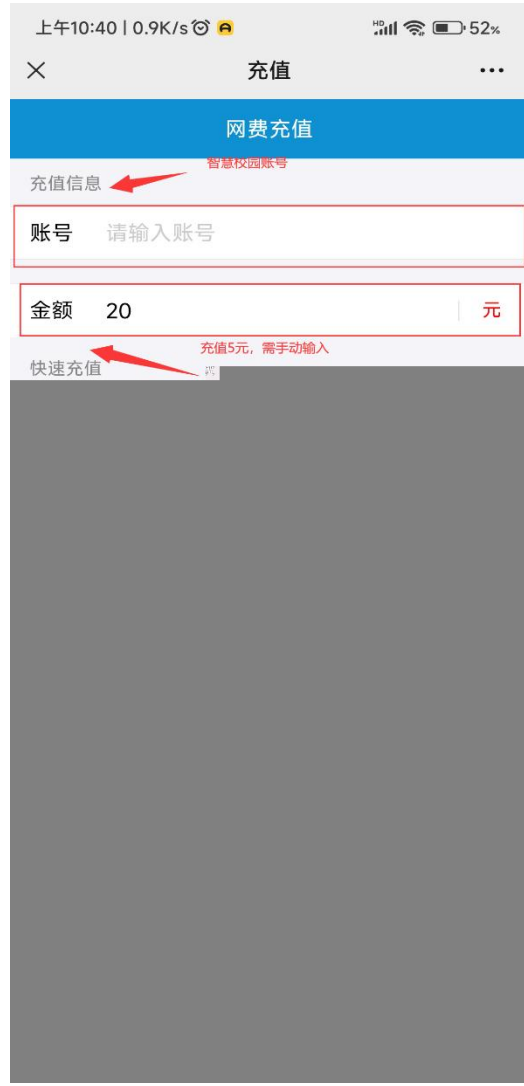 上午10:40 | 0.9K/s
HD 52%
充值
网费充值
智慧校园账号
充值信息
账号 请输入账号
金额 20 元
充值5元，需手动输入
快速充值